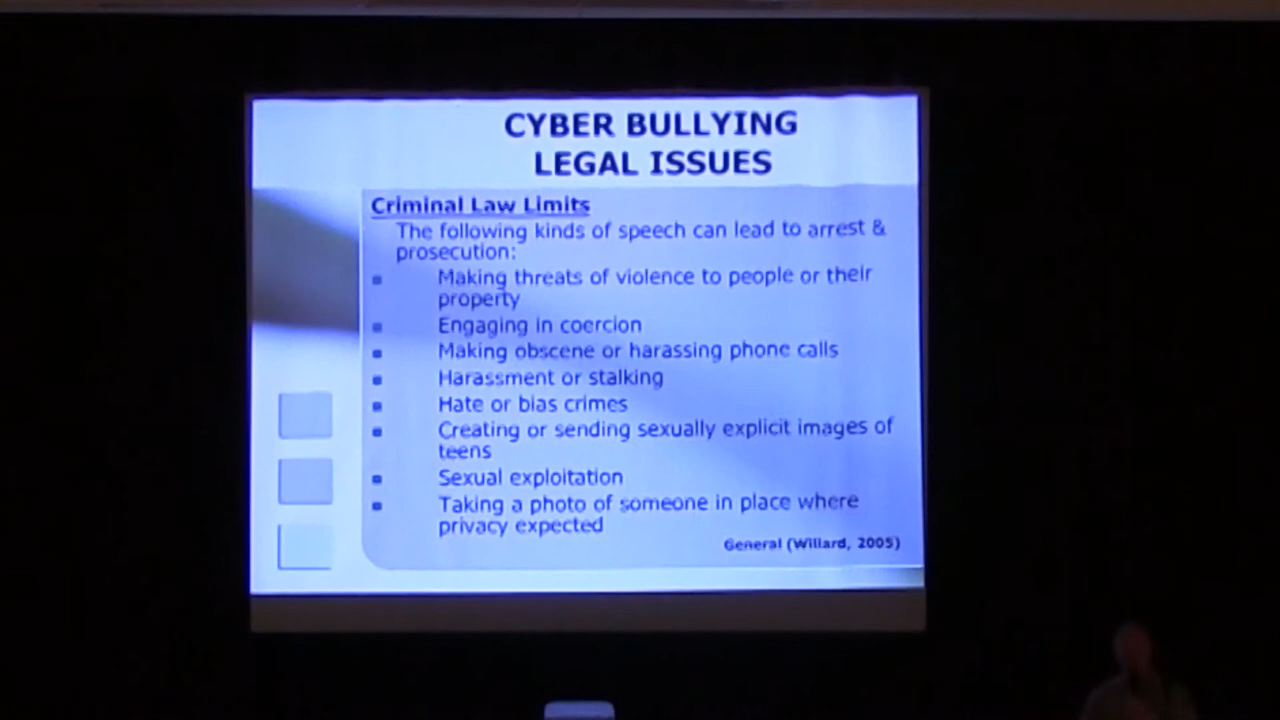 CYBER BULLYING
LEGAL ISSUES
Criminal Law Limits
The following kinds of speech can lead to arrest &
prosecution:
Making threats of violence to people or their
property
Engaging in coercion
Making obscene or harassing phone calls
Harassment or stalking
Hate or bias crimes
Creating or sending sexually explicit images of
teens
Sexual exploitation
Taking a photo of someone in place where
privacy expected
General (Willard, 2005)